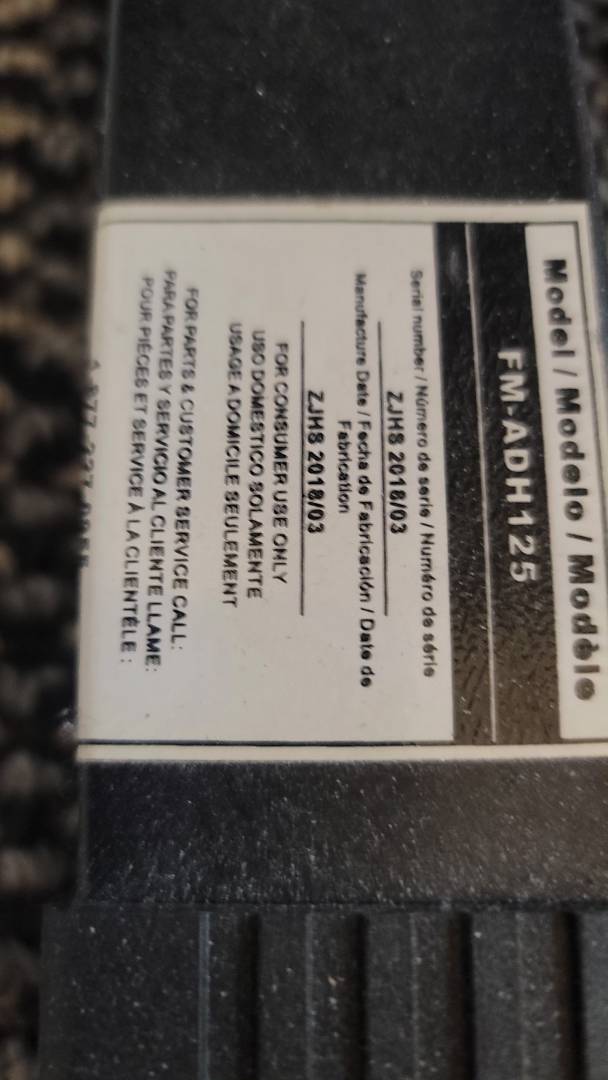 Model / Modelo / Modèle
FM-ADH125
Serial number / Número de serie / Numéro de série
ZJHS 2018/03
Manufacture Date / Fecha de Fabricación / Date de
Fabrication
ZJHS 2018/03
FOR CONSUMER USE ONLY
USO DOMESTICO SOLAMENTE
USAGE A DOMICILE SEULEMENT
FOR PARTS & CUSTOMER SERVICE CALL:
PARA PARTES Y SERVICIO AL CLIENTE LLAME:
POUR PIÈCES ET SERVICE À LA CLIENTÈLE :